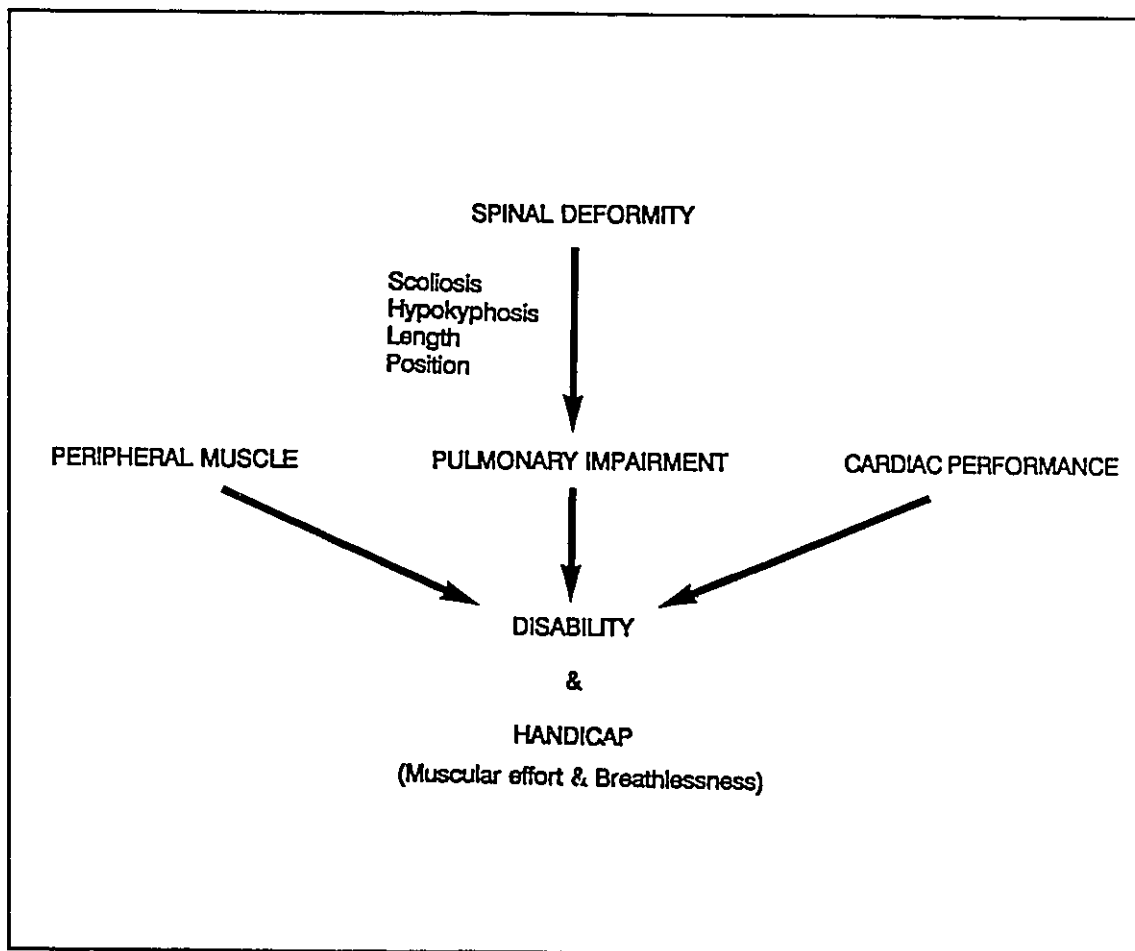 SPINAL DEFORMITY
Scoliosis
Hypokyphosis
Length
Position
PERIPHERAL MUSCLE
PULMONARY IMPAIRMENT
CARDIAC PERFORMANCE
DISABILITY
&
HANDICAP
(Muscular effort & Breathlessness)